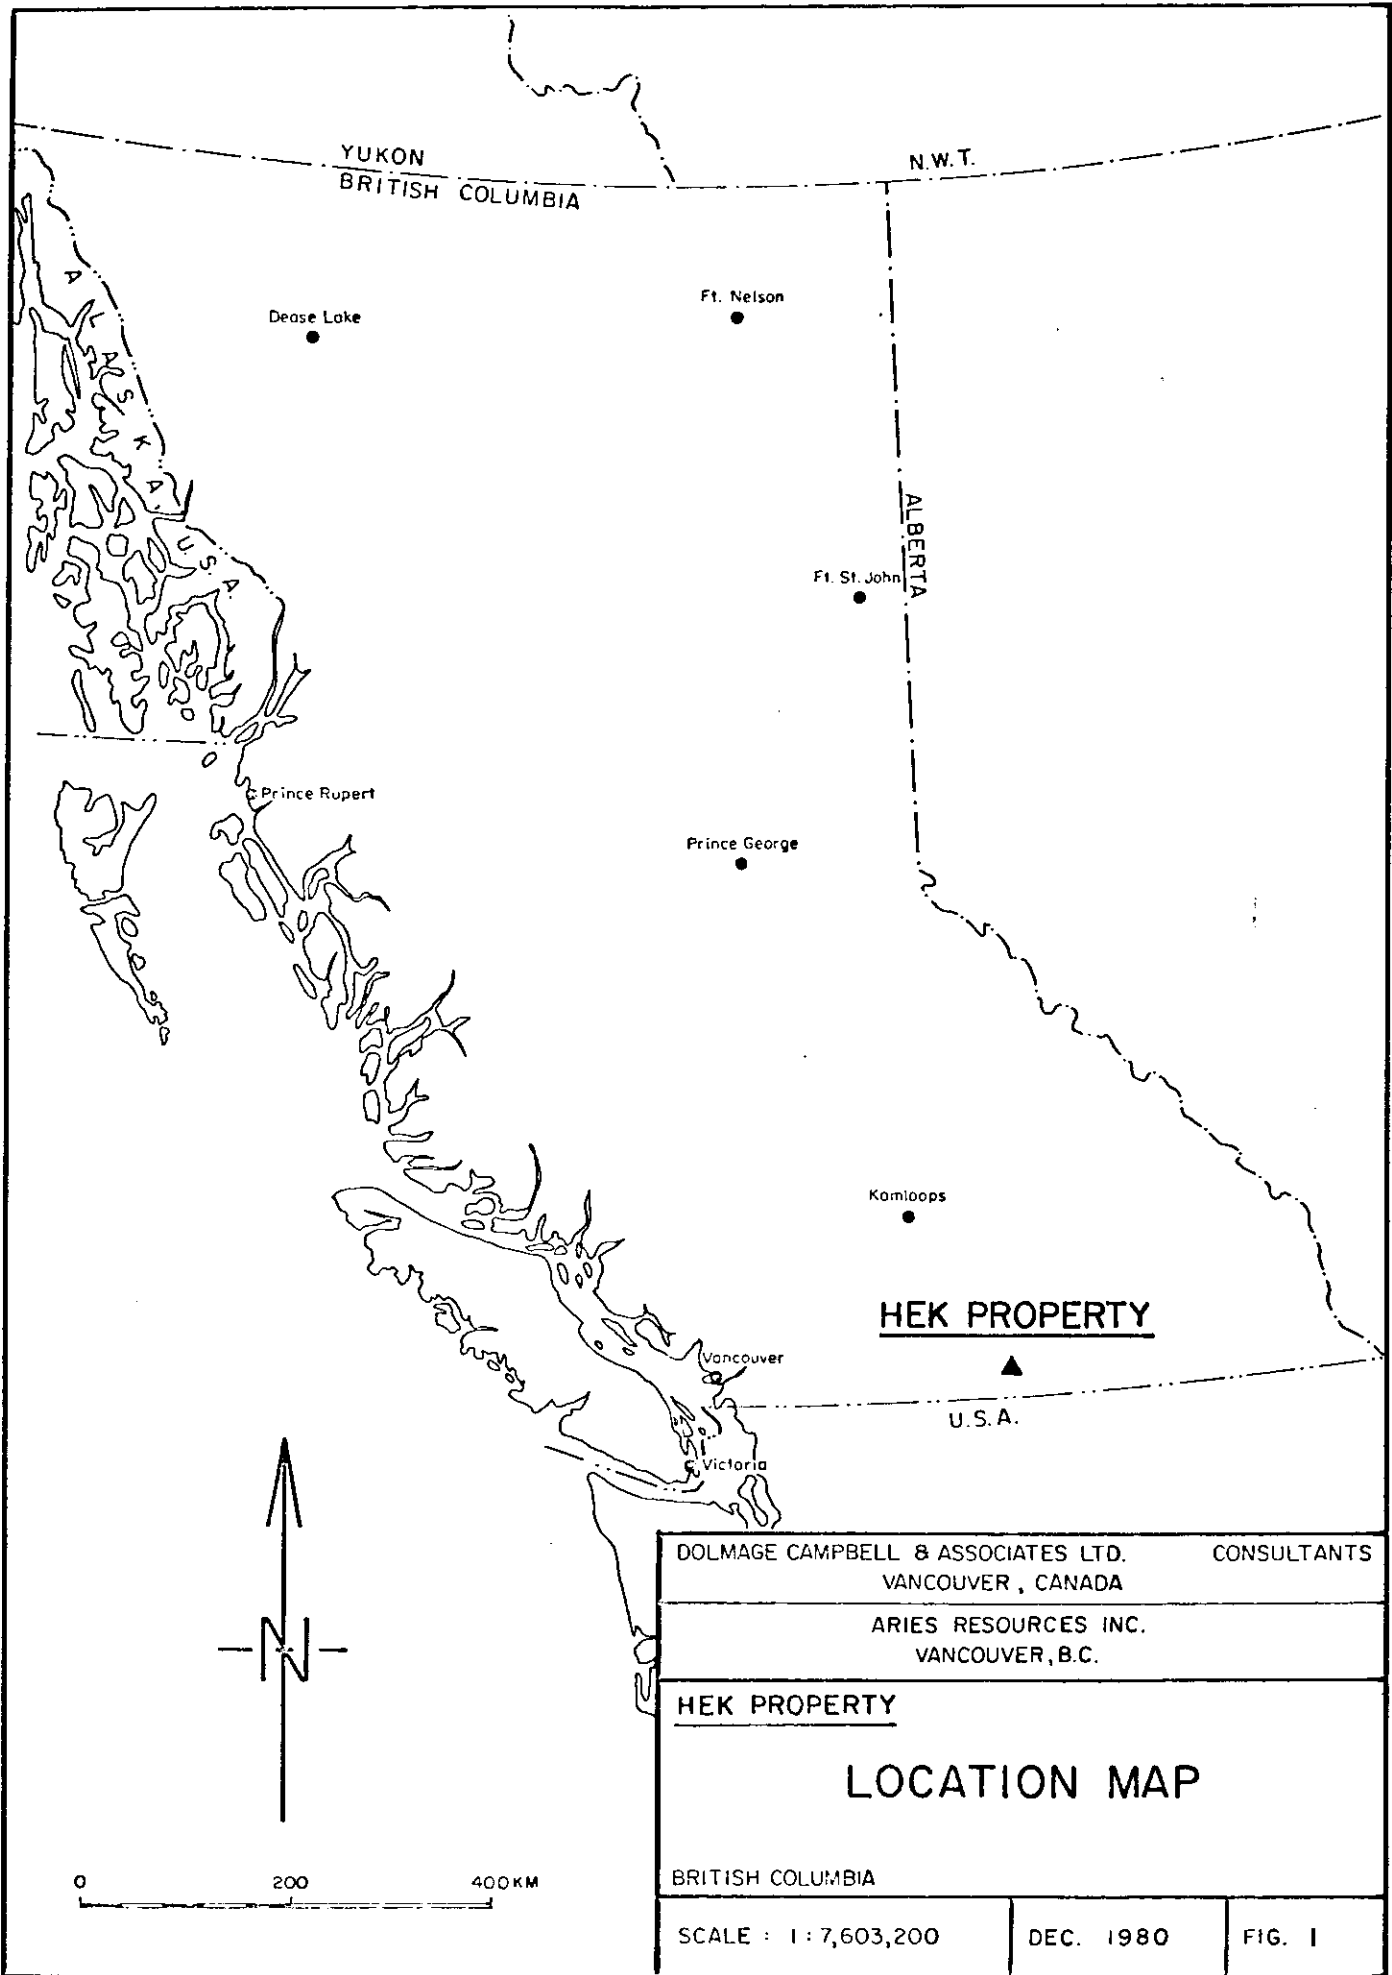 YUKON
BRITISH COLUMBIA
N.W.T.
ALASKA,
U.S.A.
Dease Lake
Ft. Nelson
ALBERTA
Ft. St. John
Prince Rupert
Prince George
Kamloops
HEK PROPERTY
Vancouver
U.S.A.
Victoria
N
DOLMAGE CAMPBELL & ASSOCIATES LTD. CONSULTANTS
VANCOUVER, CANADA
ARIES RESOURCES INC.
VANCOUVER, B.C.
HEK PROPERTY
LOCATION MAP
BRITISH COLUMBIA
0 200 400 KM
SCALE : 1 : 7,603,200
DEC. 1980
FIG. 1